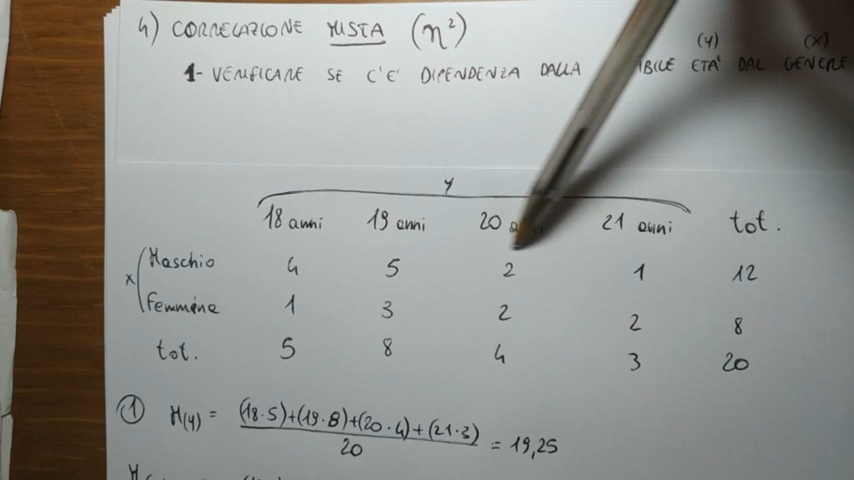 4) CORRELAZIONE MISTA (η²)
(Y) (X)
1- VERIFICARE SE C'E' DIPENDENZA DALLA ETA' DAL GENERE
Y
18 anni 19 anni 20 21 anni tot.
X
Maschio 4 5 2 1 12
Femmina 1 3 2 2 8
tot. 5 8 4 3 20
① M(Y) = (18·5)+(19·8)+(20·4)+(21·3) / 20 = 19,25